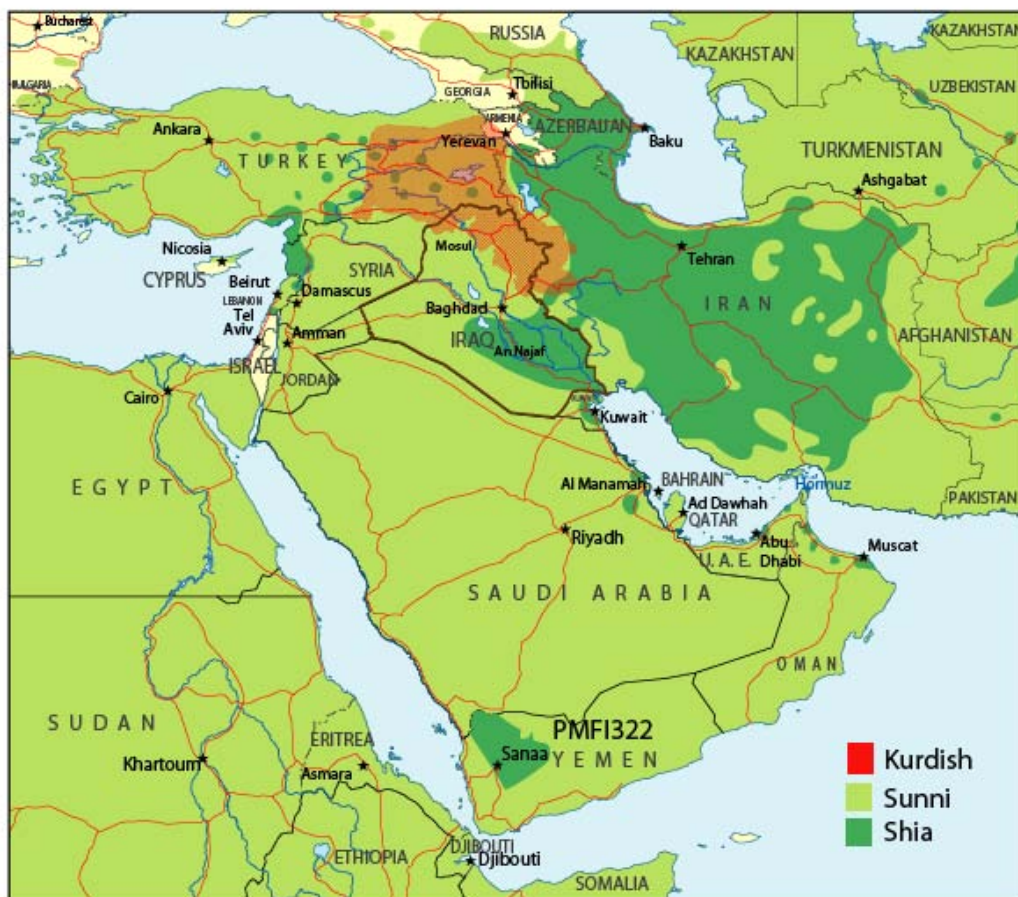 Bucharest
RUSSIA
KAZAKHSTAN
KAZAKHSTAN
BULGARIA
GEORGIA
Tbilisi
UZBEKISTAN
Ankara
ARMENIA
AZERBAIJAN
Yerevan
Baku
TURKEY
TURKMENISTAN
Ashgabat
Nicosia
Mosul
Tehran
CYPRUS
SYRIA
Beirut
LEBANON
Damascus
IRAN
Tel
Aviv
Baghdad
AFGHANISTAN
Amman
IRAQ
An Najaf
ISRAEL
JORDAN
Cairo
Kuwait
EGYPT
Al Manamah
BAHRAIN
Hormuz
Ad Dawhah
QATAR
PAKISTAN
Riyadh
Abu
Dhabi
U. A. E.
Muscat
SAUDI ARABIA
OMAN
SUDAN
ERITREA
PMFI322
Sanaa
YEMEN
Khartoum
Asmara
Kurdish
Sunni
Shia
DJIBOUTI
ETHIOPIA
Djibouti
SOMALIA